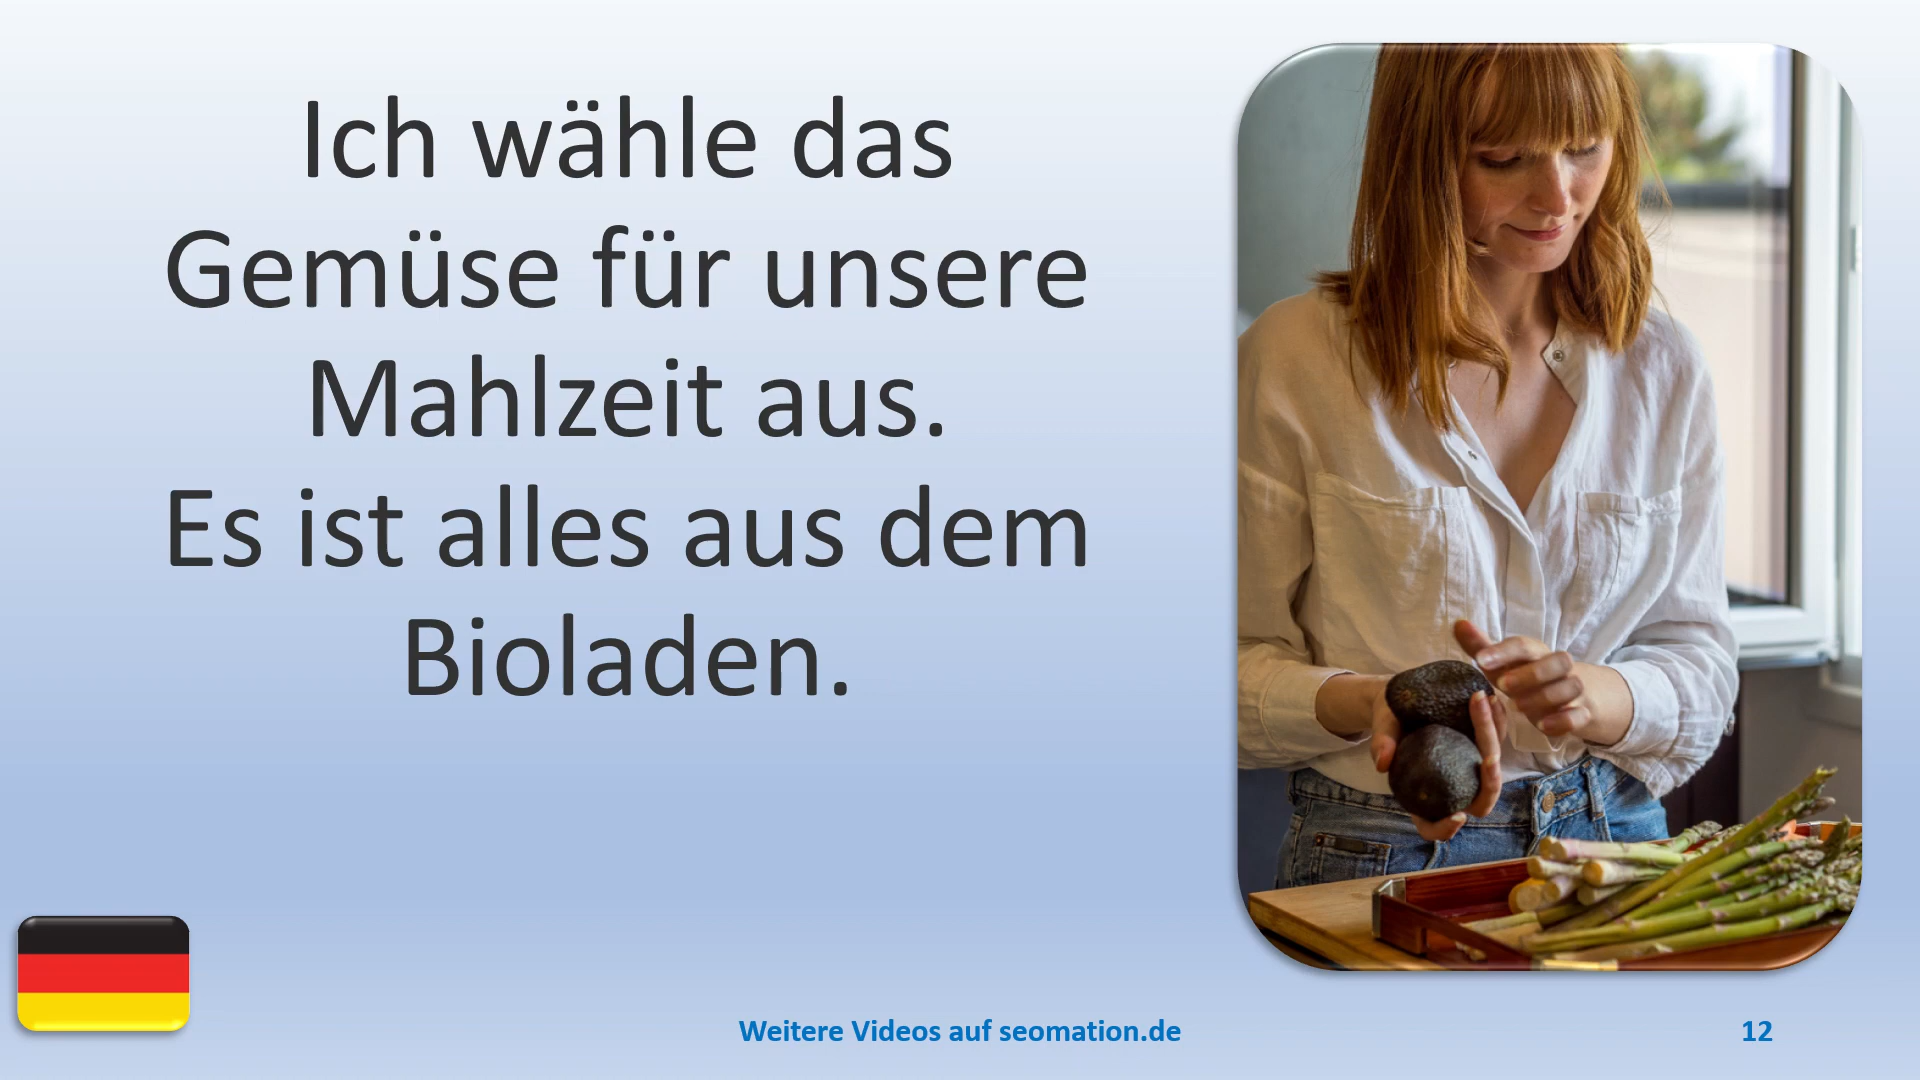 Ich wähle das
Gemüse für unsere
Mahlzeit aus.
Es ist alles aus dem
Bioladen.
Weitere Videos auf seomation.de
12